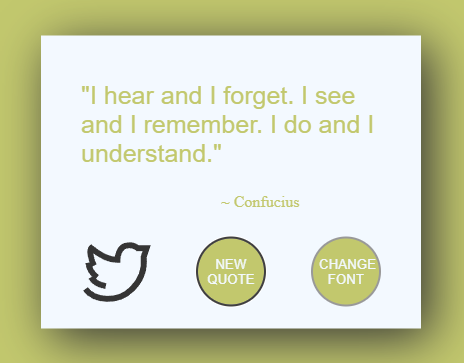 "I hear and I forget. I see
and I remember. I do and I
understand."
~ Confucius
NEW
QUOTE
CHANGE
FONT